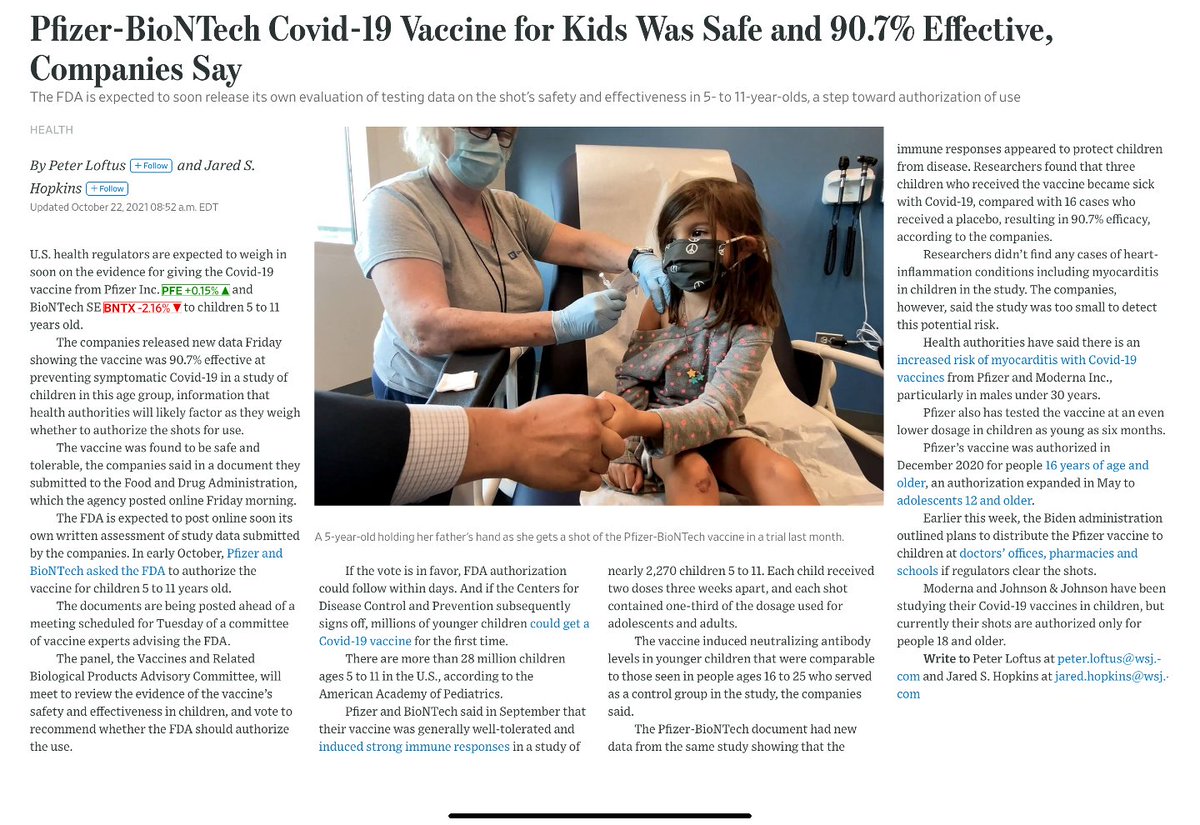 Pfizer-BioNTech Covid-19 Vaccine for Kids Was Safe and 90.7% Effective,
Companies Say
The FDA is expected to soon release its own evaluation of testing data on the shot's safety and effectiveness in 5- to 11-year-olds, a step toward authorization of use
HEALTH
By Peter Loftus + Follow and Jared S.
Hopkins + Follow
Updated October 22, 2021 08:52 a.m. EDT
U.S. health regulators are expected to weigh in
soon on the evidence for giving the Covid-19
vaccine from Pfizer Inc. PFE +0.15% ▲ and
BioNTech SE BNTX -2.16% ▼ to children 5 to 11
years old.
The companies released new data Friday
showing the vaccine was 90.7% effective at
preventing symptomatic Covid-19 in a study of
children in this age group, information that
health authorities will likely factor as they weigh
whether to authorize the shots for use.
The vaccine was found to be safe and
tolerable, the companies said in a document they
submitted to the Food and Drug Administration,
which the agency posted online Friday morning.
The FDA is expected to post online soon its
own written assessment of study data submitted
by the companies. In early October, Pfizer and
BioNTech asked the FDA to authorize the
vaccine for children 5 to 11 years old.
The documents are being posted ahead of a
meeting scheduled for Tuesday of a committee
of vaccine experts advising the FDA.
The panel, the Vaccines and Related
Biological Products Advisory Committee, will
meet to review the evidence of the vaccine's
safety and effectiveness in children, and vote to
recommend whether the FDA should authorize
the use.
A 5-year-old holding her father's hand as she gets a shot of the Pfizer-BioNTech vaccine in a trial last month.
If the vote is in favor, FDA authorization
could follow within days. And if the Centers for
Disease Control and Prevention subsequently
signs off, millions of younger children could get a
Covid-19 vaccine for the first time.
There are more than 28 million children
ages 5 to 11 in the U.S., according to the
American Academy of Pediatrics.
Pfizer and BioNTech said in September that
their vaccine was generally well-tolerated and
induced strong immune responses in a study of
nearly 2,270 children 5 to 11. Each child received
two doses three weeks apart, and each shot
contained one-third of the dosage used for
adolescents and adults.
The vaccine induced neutralizing antibody
levels in younger children that were comparable
to those seen in people ages 16 to 25 who served
as a control group in the study, the companies
said.
The Pfizer-BioNTech document had new
data from the same study showing that the
immune responses appeared to protect children
from disease. Researchers found that three
children who received the vaccine became sick
with Covid-19, compared with 16 cases who
received a placebo, resulting in 90.7% efficacy,
according to the companies.
Researchers didn't find any cases of heart-
inflammation conditions including myocarditis
in children in the study. The companies,
however, said the study was too small to detect
this potential risk.
Health authorities have said there is an
increased risk of myocarditis with Covid-19
vaccines from Pfizer and Moderna Inc.,
particularly in males under 30 years.
Pfizer also has tested the vaccine at an even
lower dosage in children as young as six months.
Pfizer's vaccine was authorized in
December 2020 for people 16 years of age and
older, an authorization expanded in May to
adolescents 12 and older.
Earlier this week, the Biden administration
outlined plans to distribute the Pfizer vaccine to
children at doctors' offices, pharmacies and
schools if regulators clear the shots.
Moderna and Johnson & Johnson have been
studying their Covid-19 vaccines in children, but
currently their shots are authorized only for
people 18 and older.
Write to Peter Loftus at peter.loftus@wsj.-
com and Jared S. Hopkins at jared.hopkins@wsj.-
com